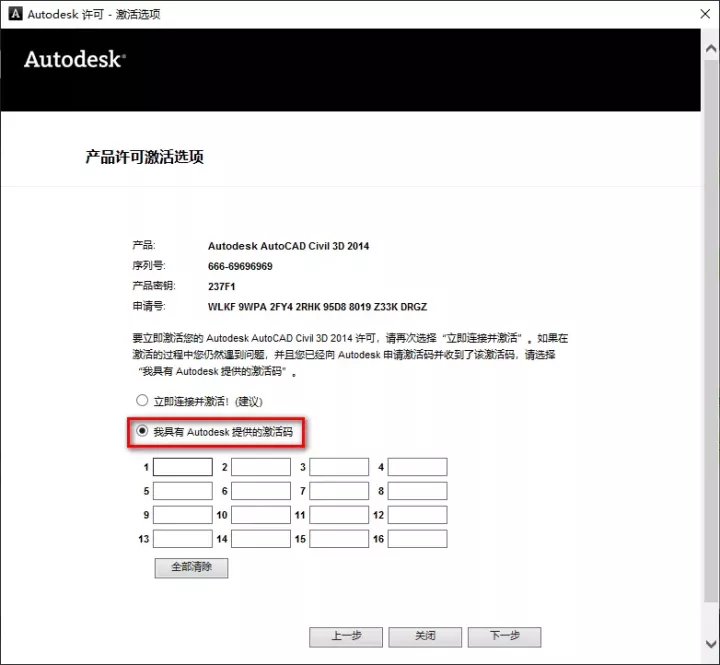 Autodesk 许可 - 激活选项
Autodesk®
产品许可激活选项
产品: Autodesk AutoCAD Civil 3D 2014
序列号: 666-69696969
产品密钥: 237F1
申请号: WLKF 9WPA 2FY4 2RHK 95D8 8019 Z33K DRGZ
要立即激活您的 Autodesk AutoCAD Civil 3D 2014 许可，请再次选择“立即连接并激活”。如果在
激活的过程中您仍然遇到问题，并且您已经向 Autodesk 申请激活码并收到了该激活码，请选择
“我具有 Autodesk 提供的激活码”。
立即连接并激活! (建议)
我具有 Autodesk 提供的激活码
1 2 3 4
5 6 7 8
9 10 11 12
13 14 15 16
全部清除
上一步 关闭 下一步